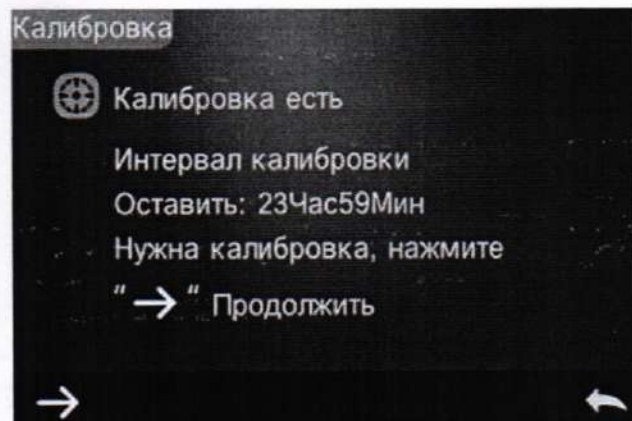 Калибровка
Калибровка есть
Интервал калибровки
Оставить: 23Час59Мин
Нужна калибровка, нажмите
"→“ Продолжить